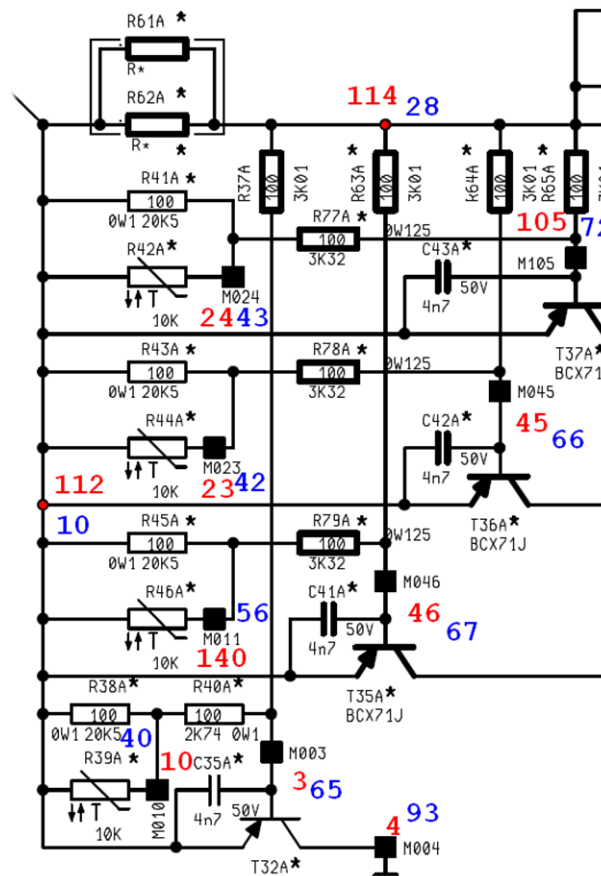 R61A *
R*
R62A *
R* *
114 28
R37A 100 3K01
* R63A 100 3K01
* R64A 100 3K01
* R65A 100
R41A *
100
0W1 20K5
R77A *
100
3K32
0W125
105 72
M105
R42A *
T
10K
M024
24 43
C43A *
4n7 50V
T37A *
BCX71
R43A *
100
0W1 20K5
R78A *
100
3K32
0W125
M045
45 66
R44A *
T
10K
M023
23 42
C42A *
4n7 50V
T36A *
BCX71J
112
10
R45A *
100
0W1 20K5
R79A *
100
3K32
0W125
M046
46 67
R46A *
T
10K
56
M011
140
C41A *
4n7 50V
T35A *
BCX71J
R38A *
100
0W1 20K5
R40A *
100
2K74 0W1
40
R39A *
T
10K
M010
10
C35A *
4n7 50V
M003
3 65
T32A *
93
4 M004